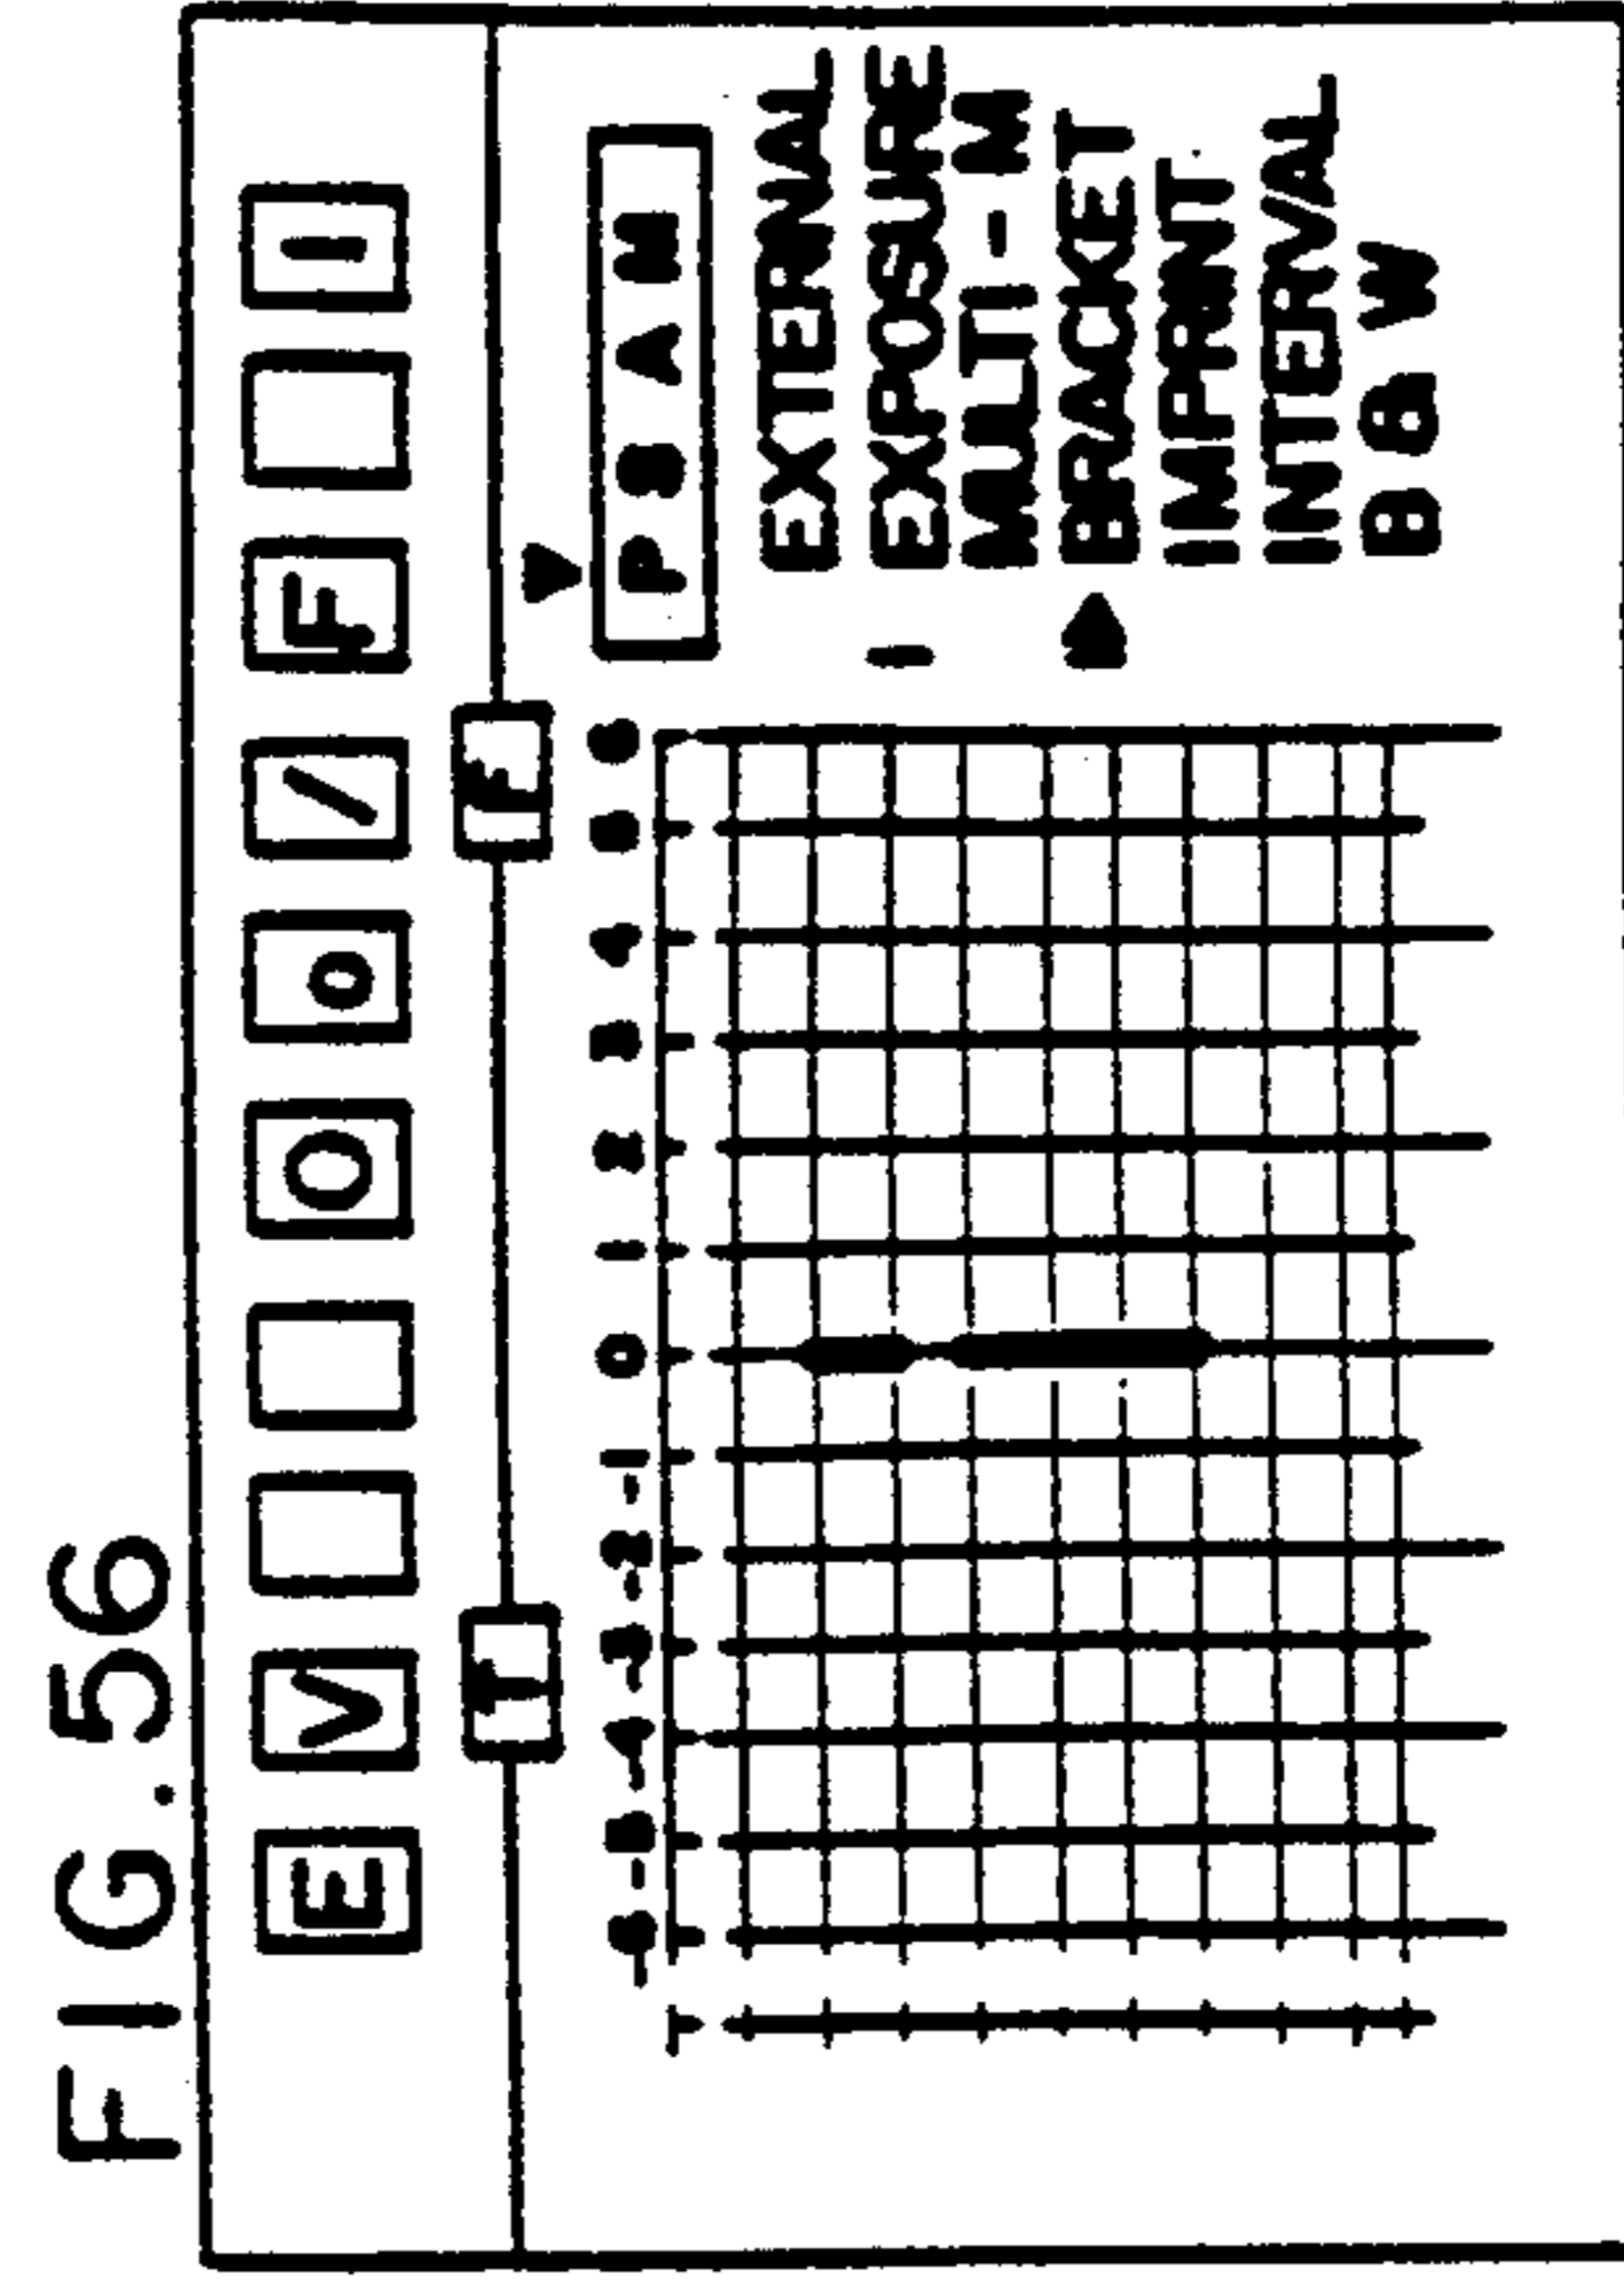 FIG.56
E V O o / F I
T F
-6 -5 -4 -3 -2 -1 0 1 2 3 4 5 6
P S A M
EXTERNAL
- EXPOSURE
MULTI-M
BRACKET
IMPRINT
INTERVAL
B & W